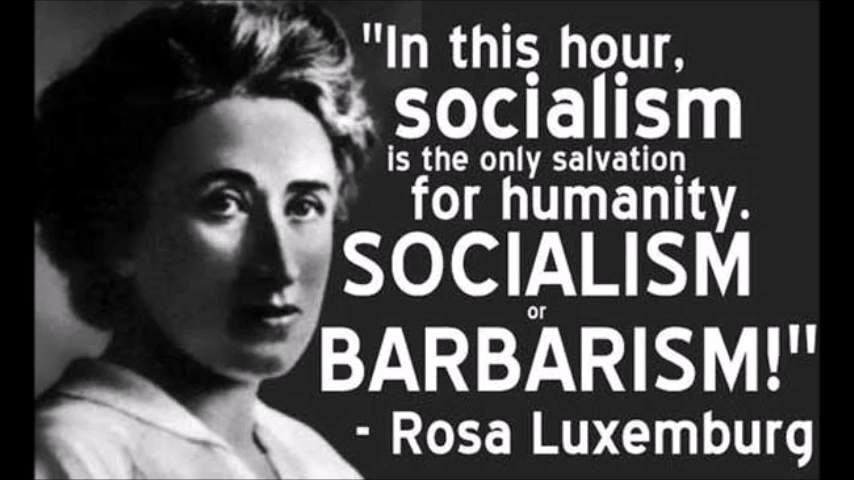 "In this hour,
socialism
is the only salvation
for humanity.
SOCIALISM
or
BARBARISM!"
- Rosa Luxemburg